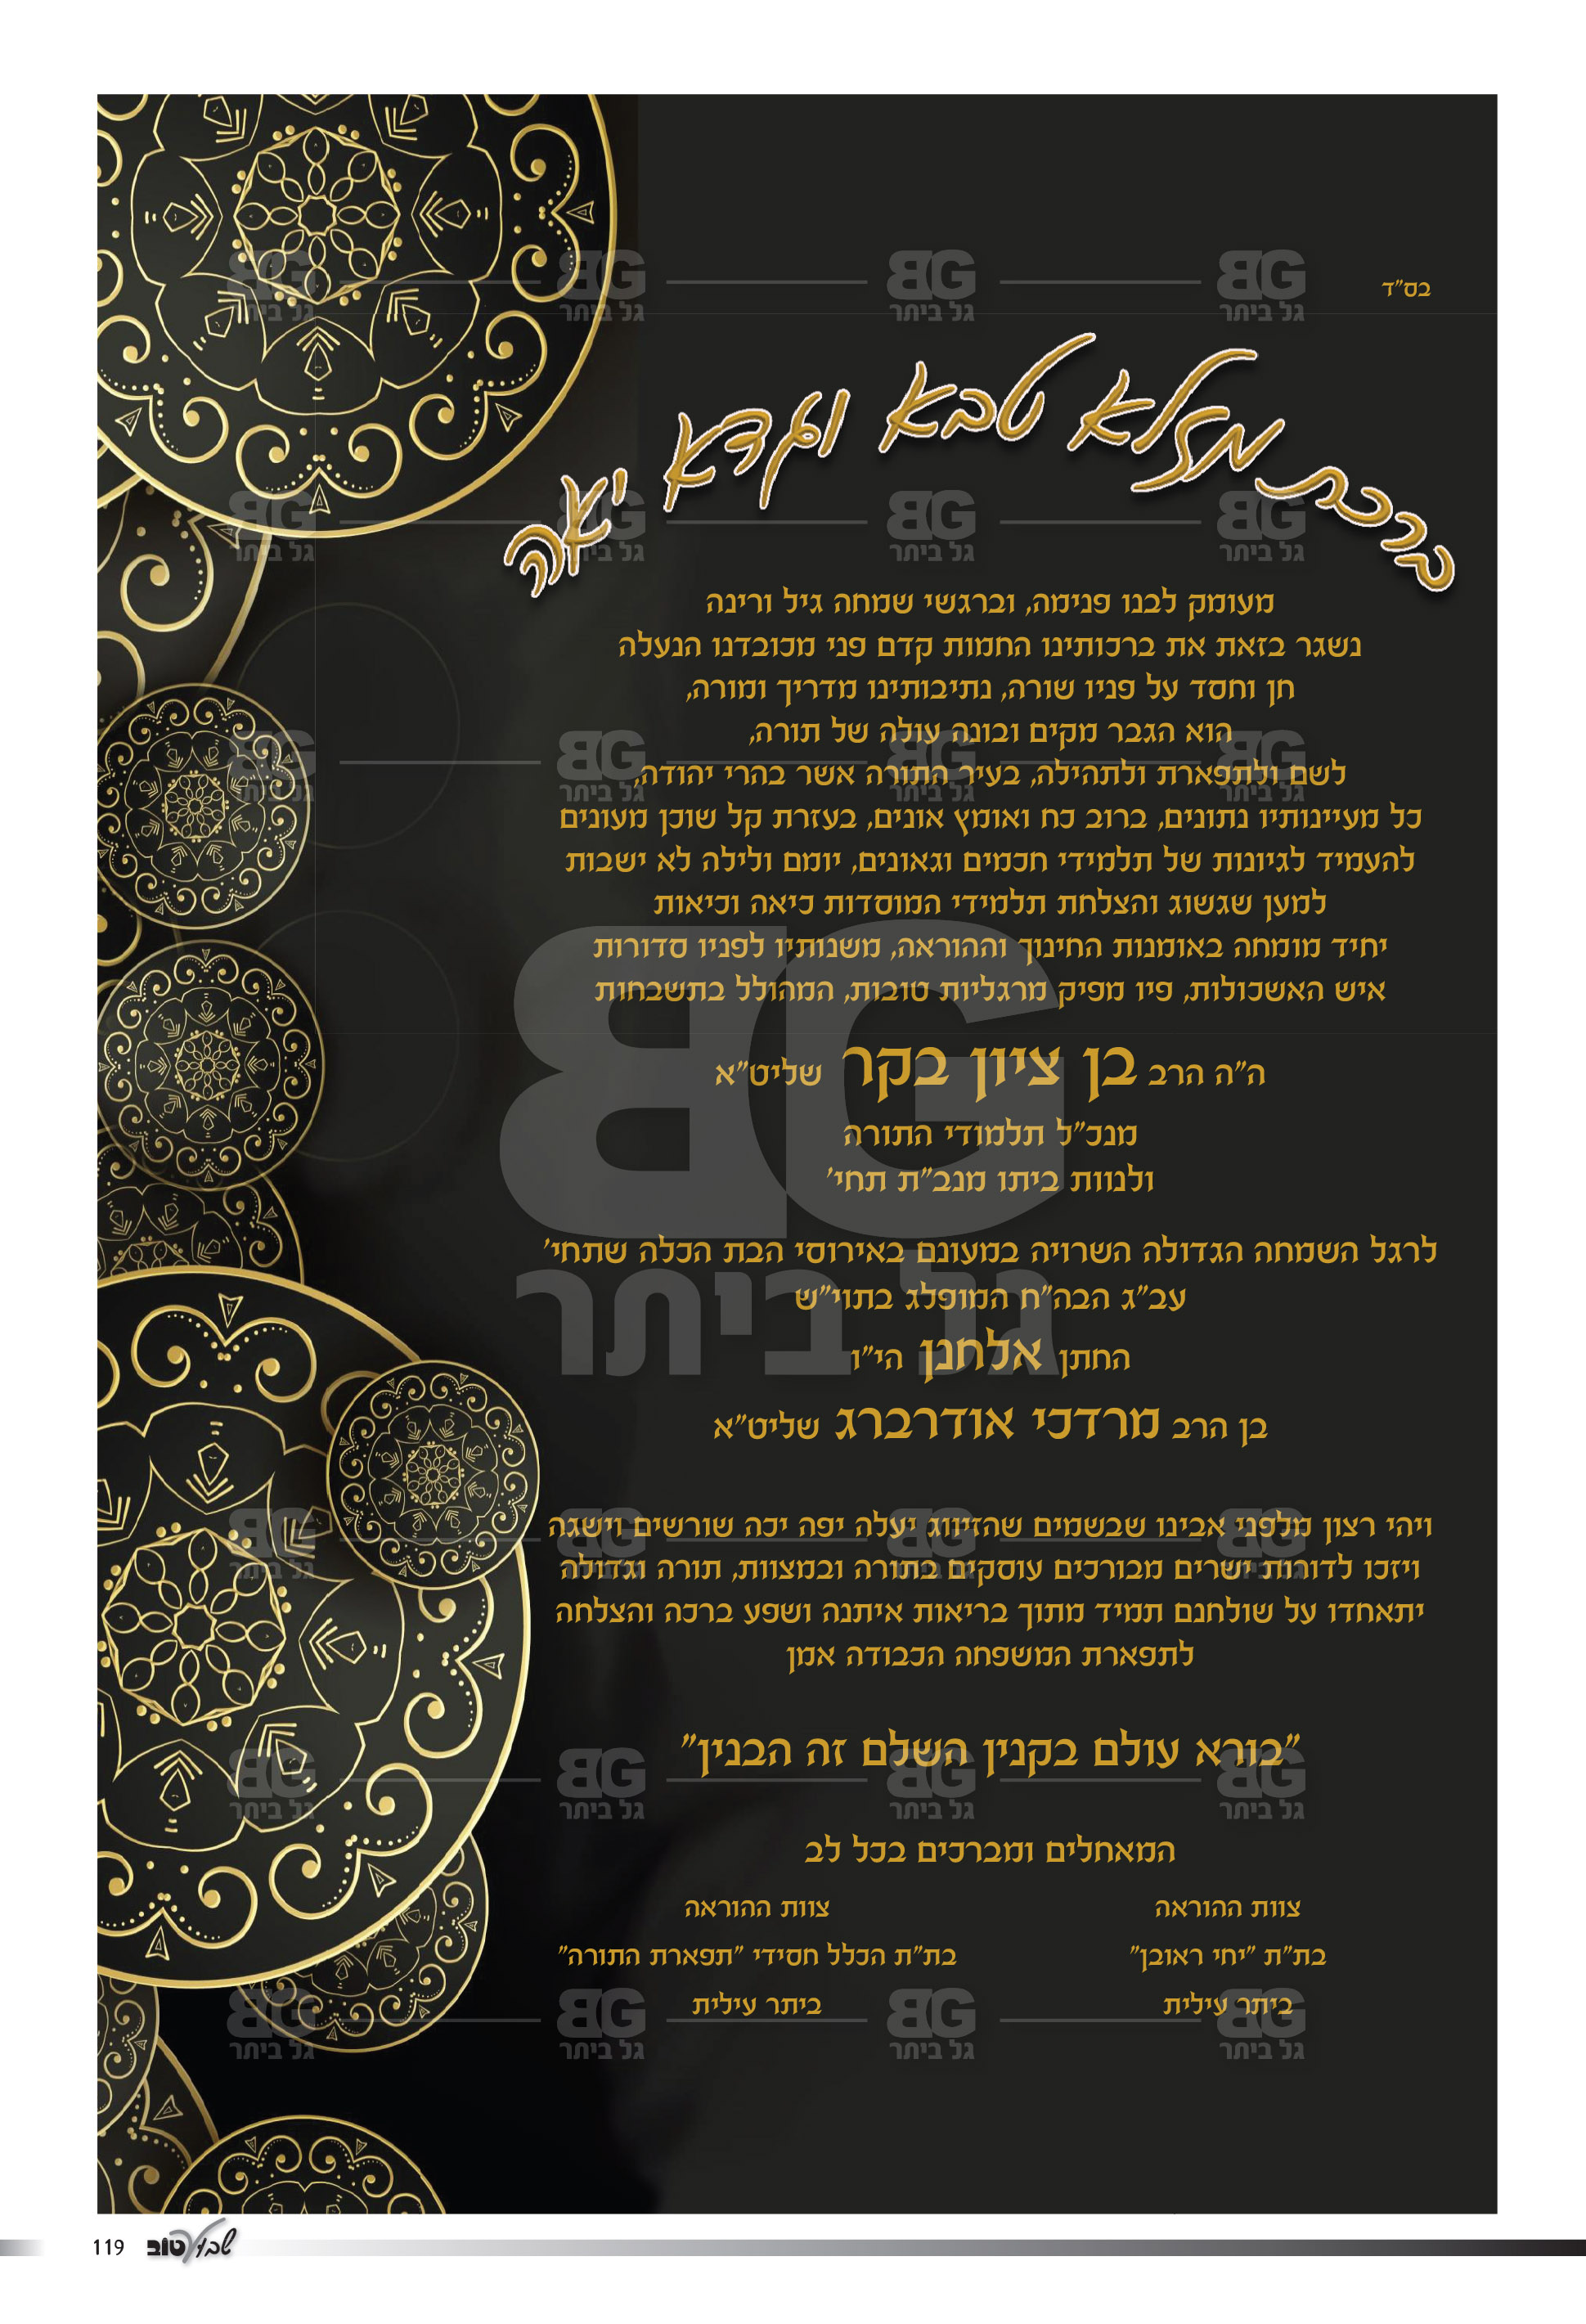 בס"ד
ברכת מזלא טבא וגדא יאה
מעומק לבנו פנימה, וברגשי שמחה גיל ורינה
נשגר בזאת את ברכותינו החמות קדם פני מכובדנו הנעלה
חן וחסד על פניו שורה, נתיבותינו מדריך ומורה,
הוא הגבר מקים ובונה עולה של תורה,
לשם ולתפארת ולתהילה, בעיר התורה אשר בהרי יהודה,
כל מעיינותיו נתונים, ברוב כח ואומץ אונים, בעזרת קל שוכן מעונים
להעמיד לגיונות של תלמידי חכמים וגאונים, יומם ולילה לא ישבות
למען שגשוג והצלחת תלמידי המוסדות כיאה וכיאות
יחיד מומחה באומנות החינוך וההוראה, משנותיו לפניו סדורות
איש האשכולות, פיו מפיק מרגליות טובות, המהולל בתשבחות
ה"ה הרב בן ציון בקר שליט"א
מנכ"ל תלמודי התורה
ולנוות ביתו מנב"ת תחי'
לרגל השמחה הגדולה השרויה במעונם באירוסי הבת הכלה שתחי'
עב"ג הבה"ח המופלג בתוי"ש
החתן אלחנן הי"ו
בן הרב מרדכי אודרברג שליט"א
ויהי רצון מלפני אבינו שבשמים שהזיווג יעלה יפה יכה שורשים וישגה
ויזכו לדורות ישרים מבורכים עוסקים בתורה ובמצוות, תורה וגדולה
יתאחדו על שולחנם תמיד מתוך בריאות איתנה ושפע ברכה והצלחה
לתפארת המשפחה הכבודה אמן
"בורא עולם בקנין השלם זה הבנין"
המאחלים ומברכים בכל לב
צוות ההוראה
בת"ת "יחי ראובן"
ביתר עילית
צוות ההוראה
בת"ת הכלל חסידי "תפארת התורה"
ביתר עילית
BG
גל ביתר
שבוע טוב 119